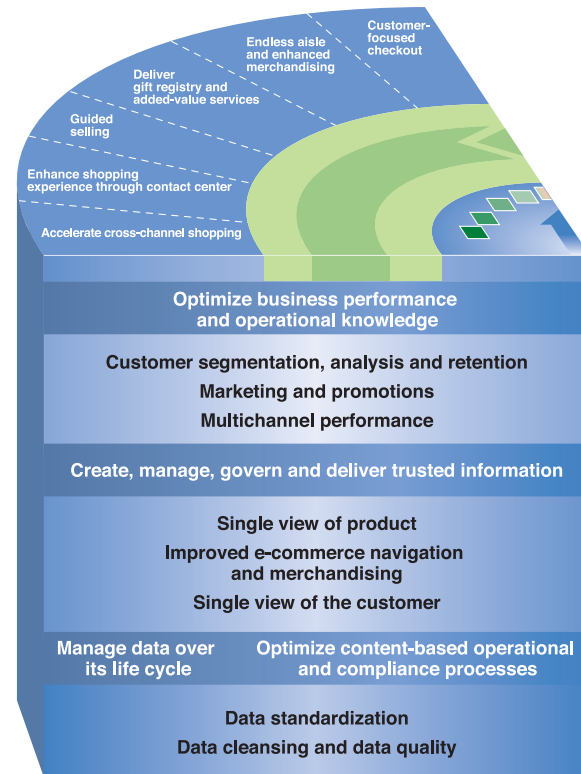 Customer-
focused
checkout
Endless aisle
and enhanced
merchandising
Deliver
gift registry and
added-value services
Guided
selling
Enhance shopping
experience through contact center
Accelerate cross-channel shopping
Optimize business performance
and operational knowledge
Customer segmentation, analysis and retention
Marketing and promotions
Multichannel performance
Create, manage, govern and deliver trusted information
Single view of product
Improved e-commerce navigation
and merchandising
Single view of the customer
Manage data over
its life cycle
Optimize content-based operational
and compliance processes
Data standardization
Data cleansing and data quality